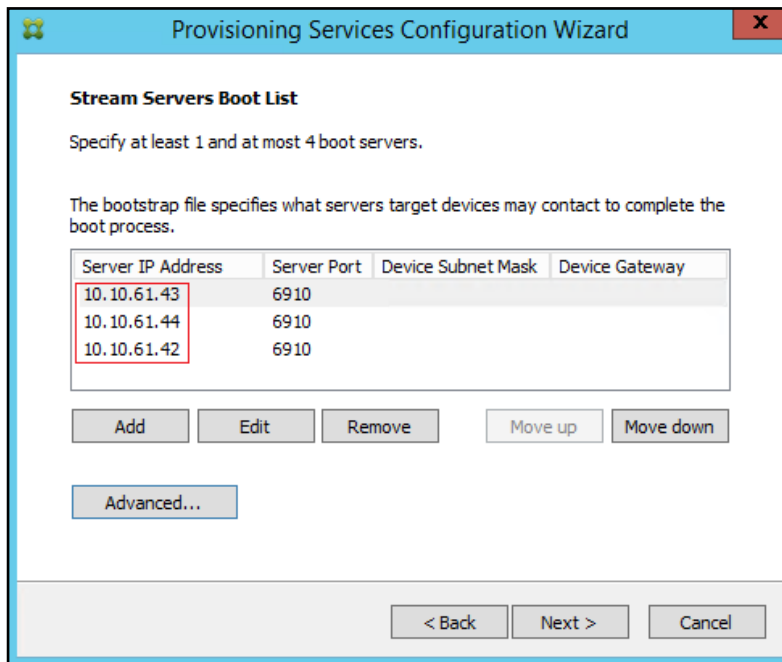 Provisioning Services Configuration Wizard
x
Stream Servers Boot List
Specify at least 1 and at most 4 boot servers.
The bootstrap file specifies what servers target devices may contact to complete the
boot process.
Server IP Address Server Port Device Subnet Mask Device Gateway
10.10.61.43 6910
10.10.61.44 6910
10.10.61.42 6910
Add Edit Remove Move up Move down
Advanced...
< Back Next > Cancel